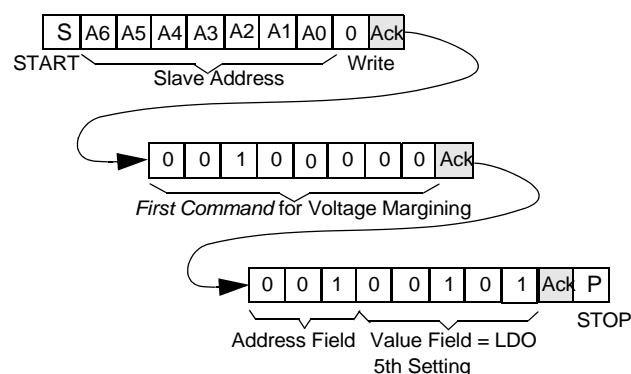 S A6 A5 A4 A3 A2 A1 A0 0 Ack
START Slave Address Write
0 0 1 0 0 0 0 0 Ack
First Command for Voltage Margining
0 0 1 0 0 1 0 1 Ack P
STOP
Address Field Value Field = LDO
5th Setting